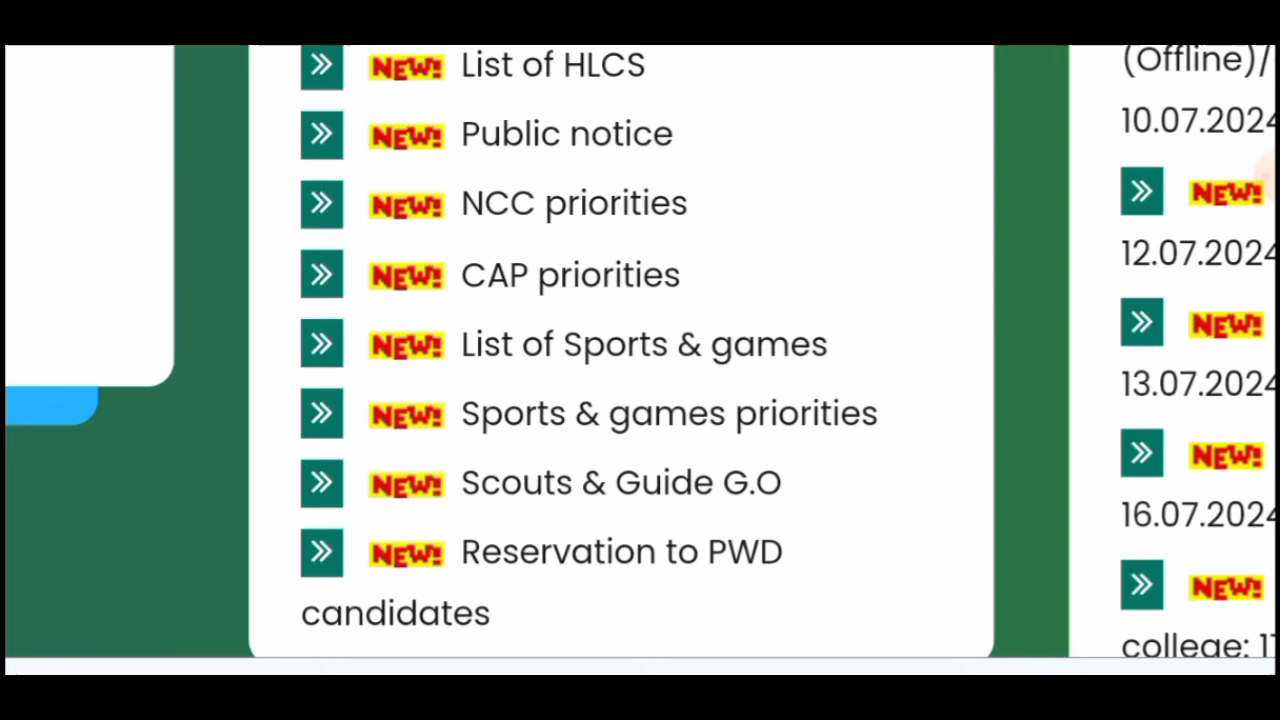 NEW! List of HLCS
NEW! Public notice
NEW! NCC priorities
NEW! CAP priorities
NEW! List of Sports & games
NEW! Sports & games priorities
NEW! Scouts & Guide G.O
NEW! Reservation to PWD
candidates
(Offline)/
10.07.2024
NEW!
12.07.2024
NEW!
13.07.2024
NEW!
16.07.2024
NEW!
college: 1